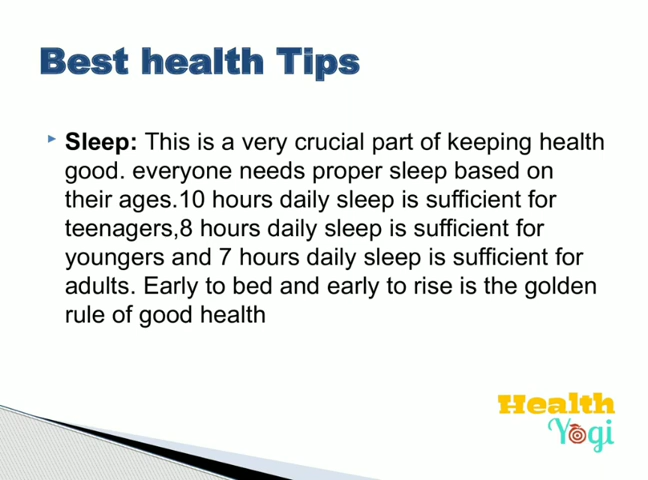 Best health Tips
Sleep: This is a very crucial part of keeping health
good. everyone needs proper sleep based on
their ages.10 hours daily sleep is sufficient for
teenagers,8 hours daily sleep is sufficient for
youngers and 7 hours daily sleep is sufficient for
adults. Early to bed and early to rise is the golden
rule of good health
Health
Yogi